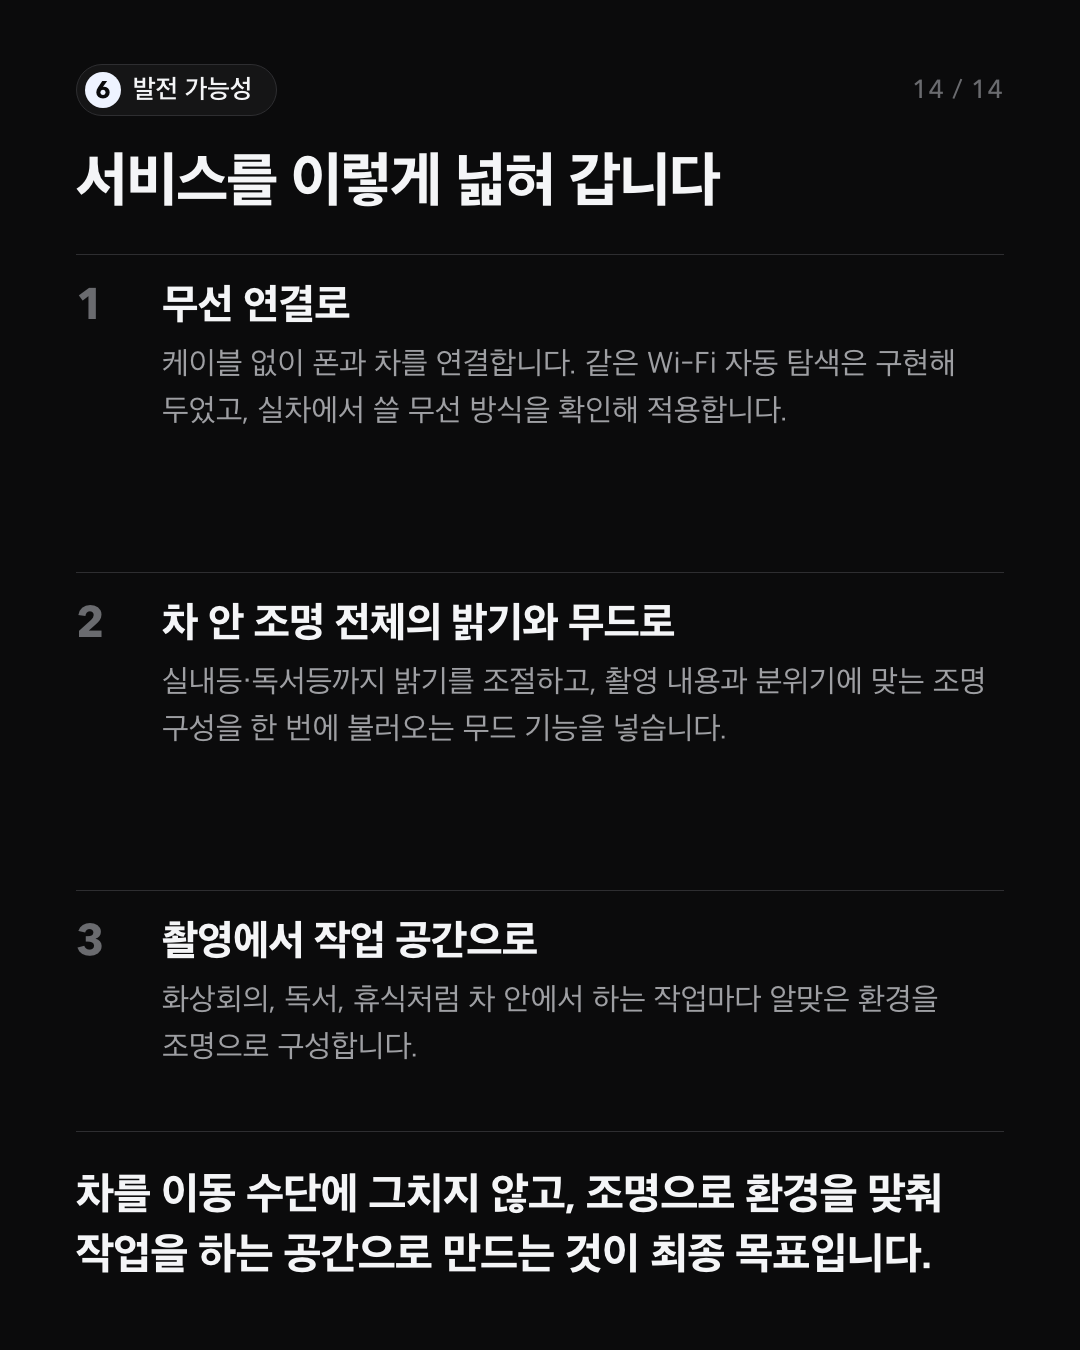 6 발전 가능성
14 / 14
서비스를 이렇게 넓혀 갑니다
1 무선 연결로
케이블 없이 폰과 차를 연결합니다. 같은 Wi-Fi 자동 탐색은 구현해
두었고, 실차에서 쓸 무선 방식을 확인해 적용합니다.
2 차 안 조명 전체의 밝기와 무드로
실내등·독서등까지 밝기를 조절하고, 촬영 내용과 분위기에 맞는 조명
구성을 한 번에 불러오는 무드 기능을 넣습니다.
3 촬영에서 작업 공간으로
화상회의, 독서, 휴식처럼 차 안에서 하는 작업마다 알맞은 환경을
조명으로 구성합니다.
차를 이동 수단에 그치지 않고, 조명으로 환경을 맞춰
작업을 하는 공간으로 만드는 것이 최종 목표입니다.